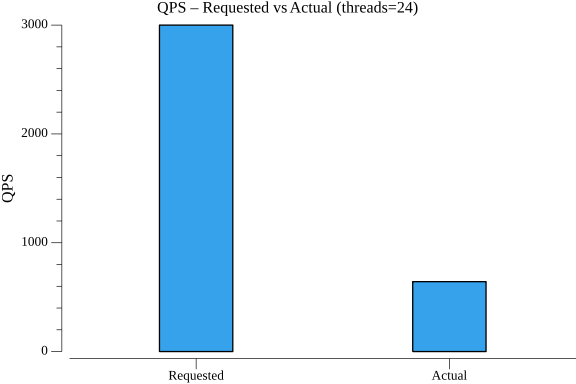 QPS – Requested vs Actual (threads=24)
3000
2000
1000
0
QPS
Requested Actual